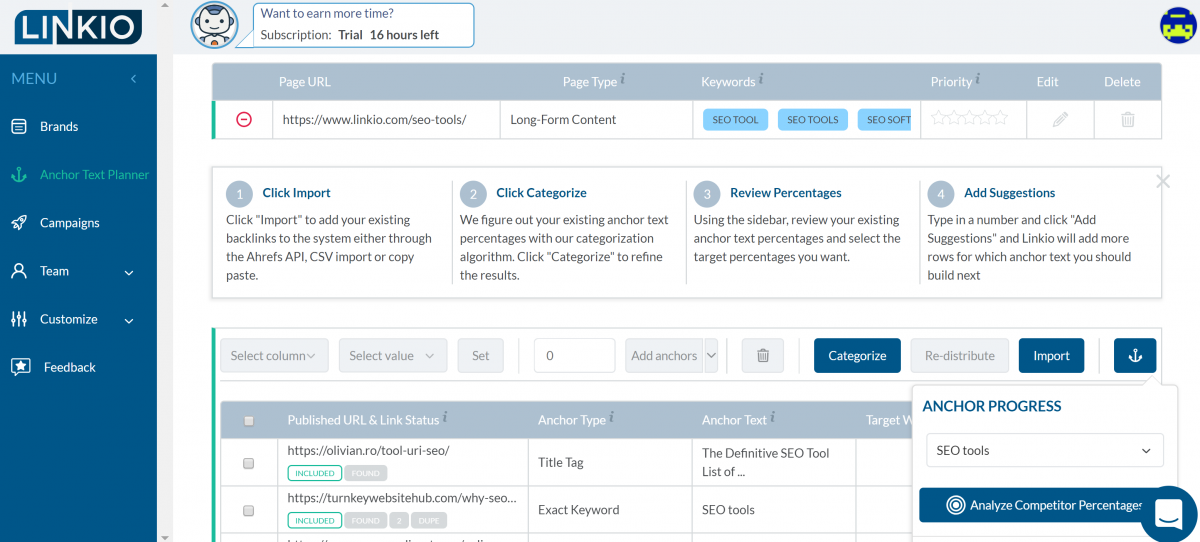 LINKIO
Want to earn more time?
Subscription: Trial 16 hours left
MENU
Brands
Anchor Text Planner
Campaigns
Team
Customize
Feedback
Page URL Page Type i Keywords i Priority i Edit Delete
https://www.linkio.com/seo-tools/ Long-Form Content SEO TOOL SEO TOOLS SEO SOFT
1 Click Import
Click "Import" to add your existing
backlinks to the system either through
the Ahrefs API, CSV import or copy
paste.
2 Click Categorize
We figure out your existing anchor text
percentages with our categorization
algorithm. Click "Categorize" to refine
the results.
3 Review Percentages
Using the sidebar, review your existing
anchor text percentages and select the
target percentages you want.
4 Add Suggestions
Type in a number and click "Add
Suggestions" and Linkio will add more
rows for which anchor text you should
build next
Select column Select value Set 0 Add anchors Categorize Re-distribute Import
ANCHOR PROGRESS
SEO tools
Analyze Competitor Percentages
Published URL & Link Status i Anchor Type i Anchor Text i Target W
https://olivian.ro/tool-uri-seo/
INCLUDED FOUND
Title Tag
The Definitive SEO Tool
List of ...
https://turnkeywebsitehub.com/why-seo...
INCLUDED FOUND 2 DUPE
Exact Keyword
SEO tools